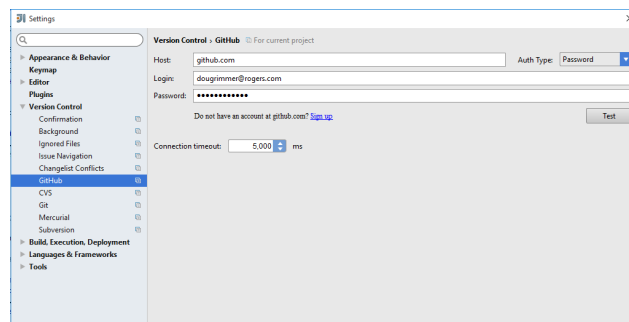 Settings
Version Control › GitHub For current project
Appearance & Behavior
Keymap
Editor
Plugins
Version Control
Confirmation
Background
Ignored Files
Issue Navigation
Changelist Conflicts
GitHub
CVS
Git
Mercurial
Subversion
Build, Execution, Deployment
Languages & Frameworks
Tools
Host: github.com Auth Type: Password
Login: dougrimmer@rogers.com
Password: ••••••••••••
Do not have an account at github.com? Sign up
Test
Connection timeout: 5,000 ms